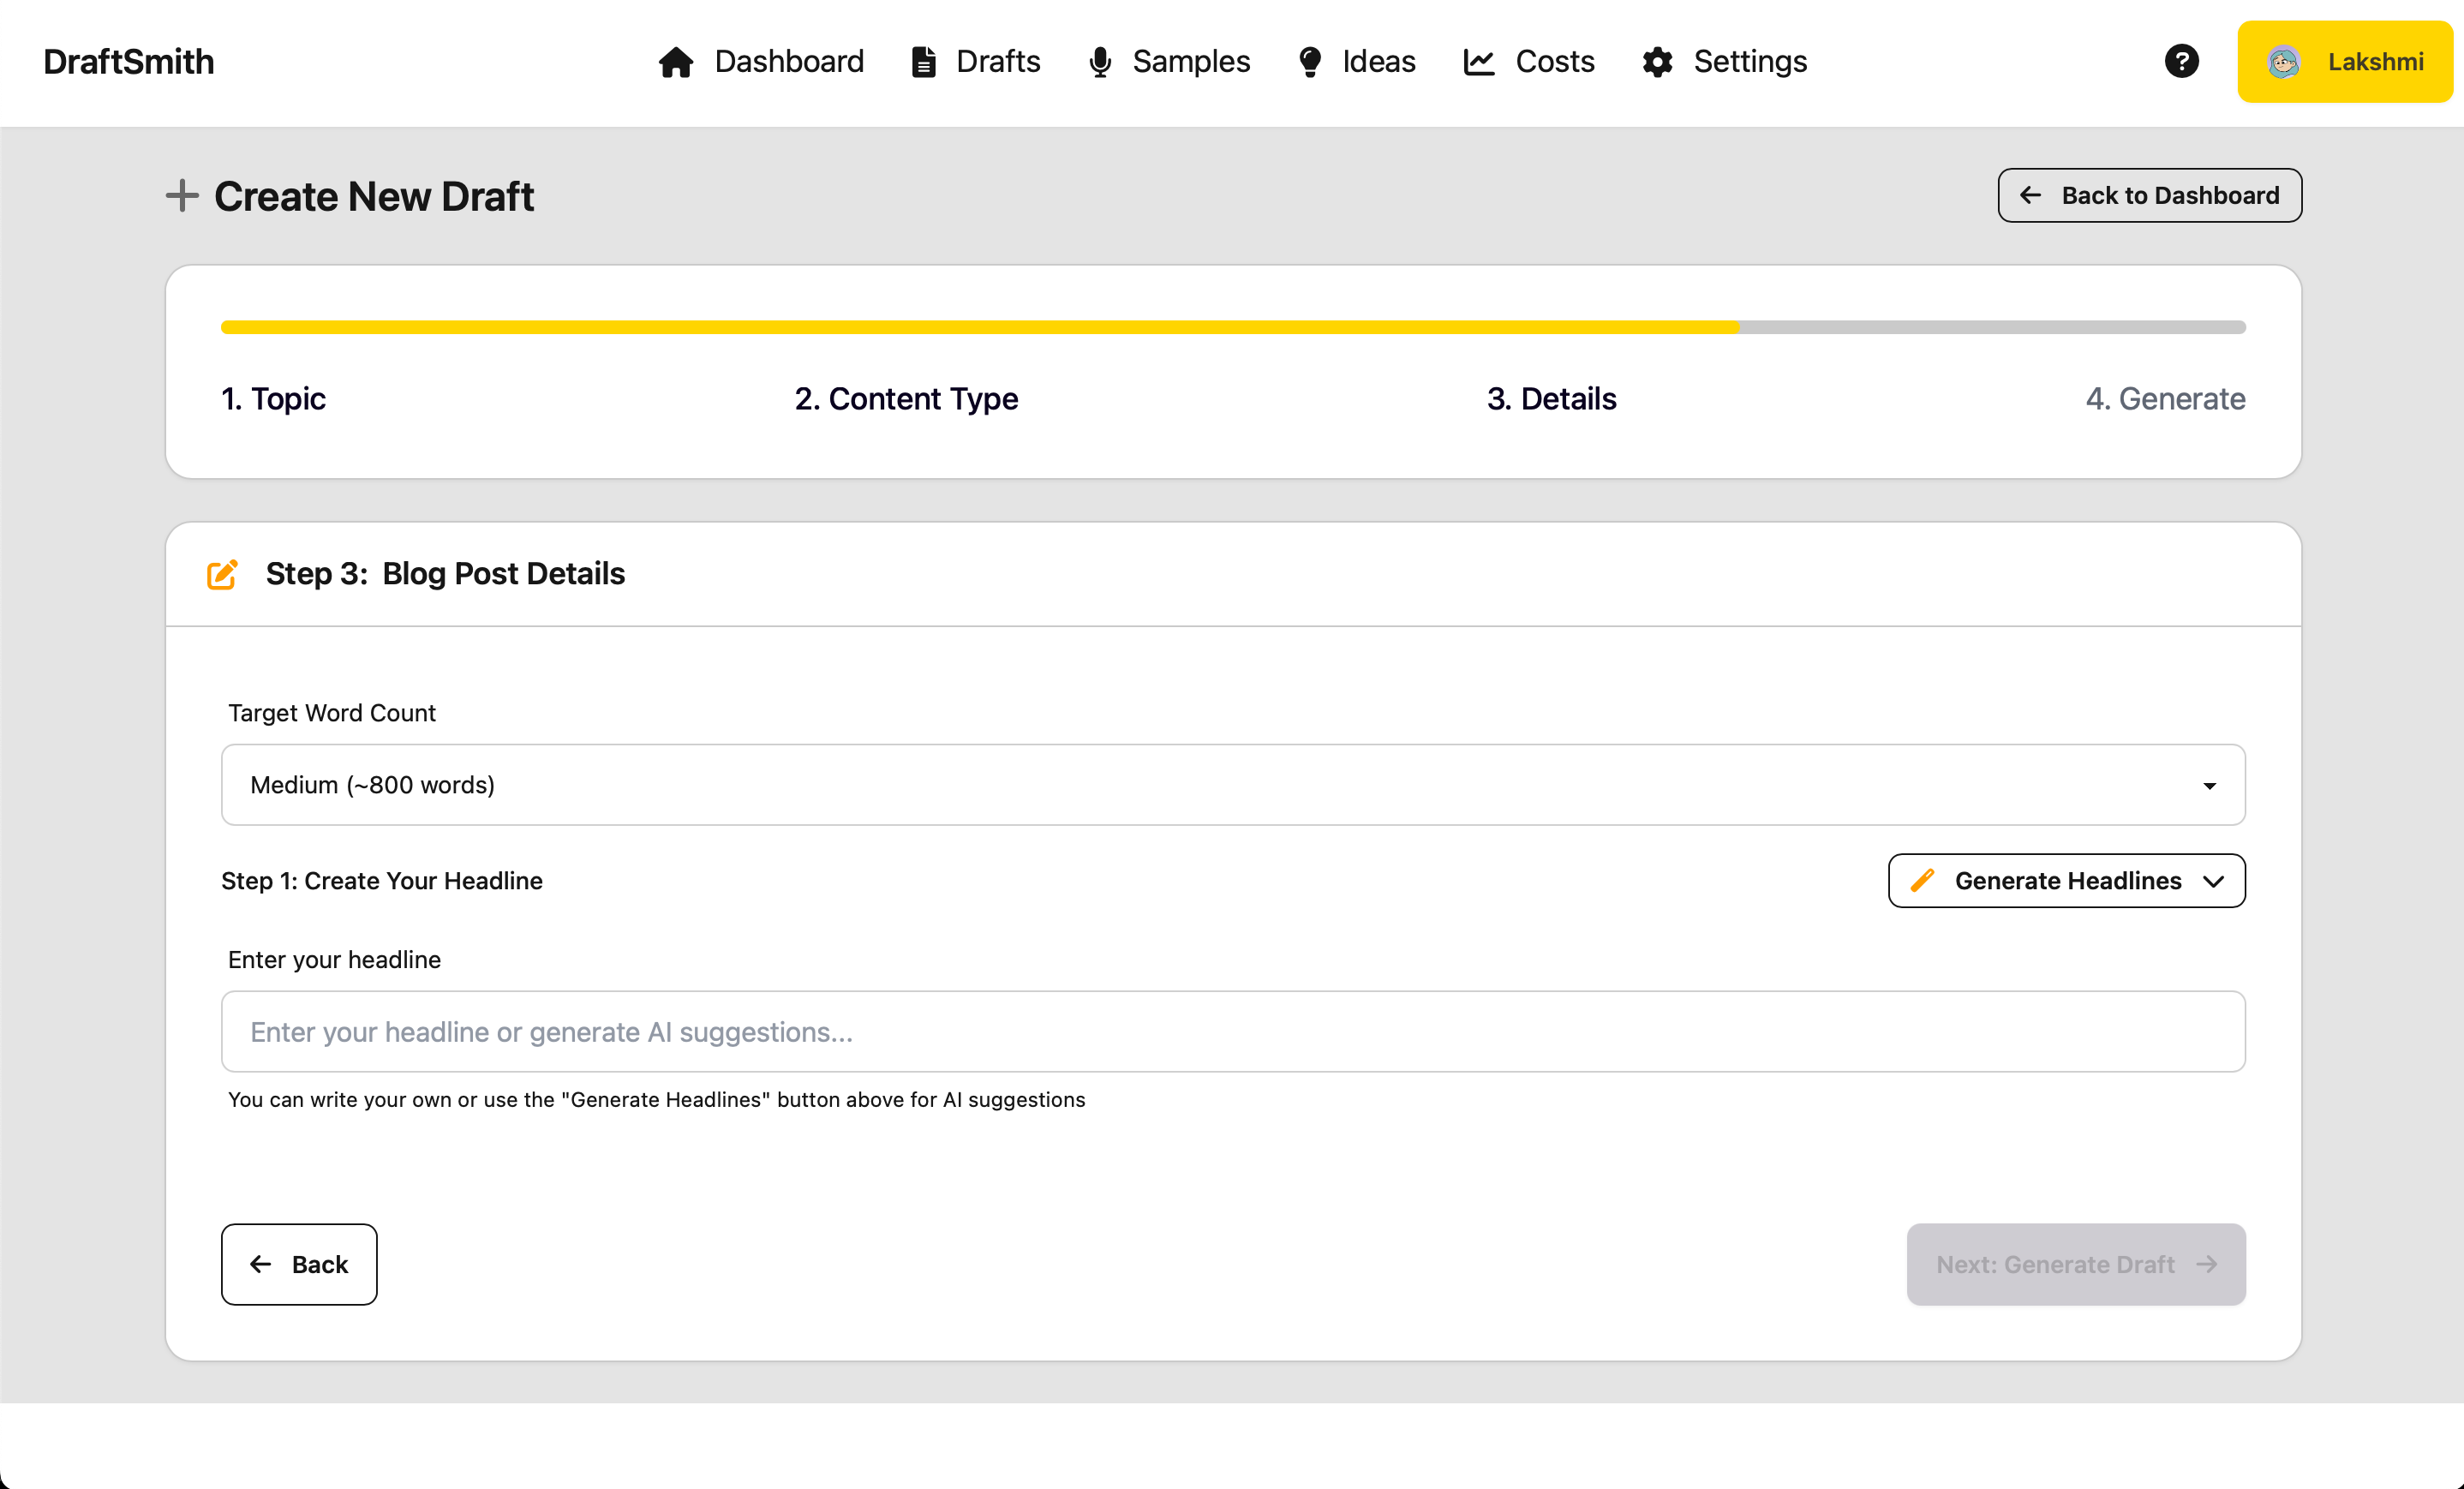 DraftSmith
Dashboard
Drafts
Samples
Ideas
Costs
Settings
?
Lakshmi
Create New Draft
Back to Dashboard
1. Topic
2. Content Type
3. Details
4. Generate
Step 3: Blog Post Details
Target Word Count
Medium (~800 words)
Step 1: Create Your Headline
Generate Headlines
Enter your headline
Enter your headline or generate AI suggestions...
You can write your own or use the "Generate Headlines" button above for AI suggestions
Back
Next: Generate Draft